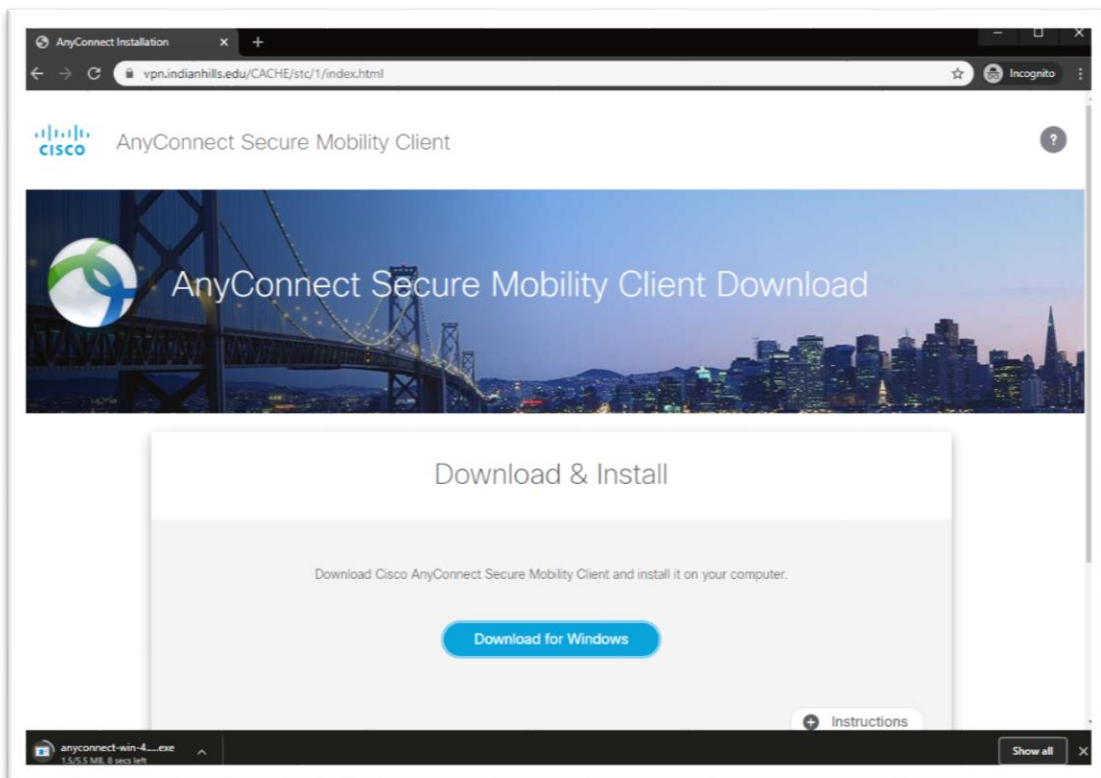 AnyConnect Installation
vpn.indianhills.edu/CACHE/stc/1/index.html
Incognito
CISCO
AnyConnect Secure Mobility Client
?
AnyConnect Secure Mobility Client Download
Download & Install
Download Cisco AnyConnect Secure Mobility Client and install it on your computer.
Download for Windows
Instructions
anyconnect-win-4....exe
1.5/5.5 MB, 8 secs left
Show all